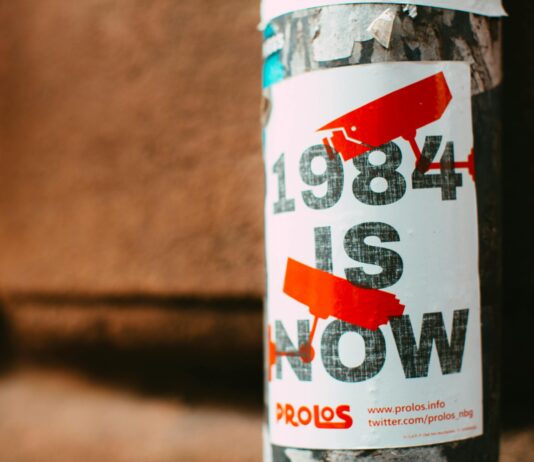 1984
IS
NOW
PROLOS
www.prolos.info
twitter.com/prolos_nbg